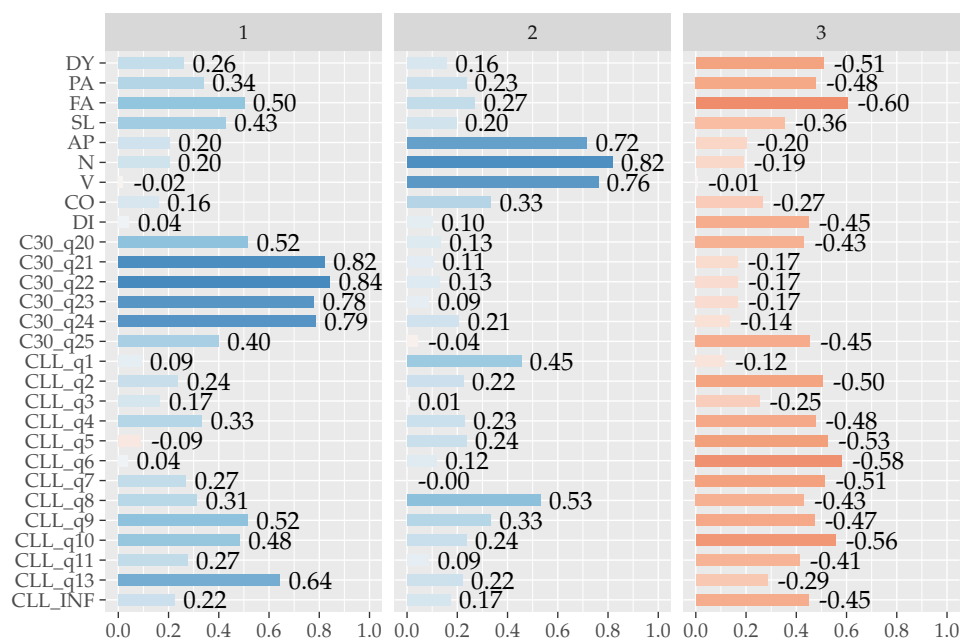 1 2 3
DY 0.26 0.16 -0.51
PA 0.34 0.23 -0.48
FA 0.50 0.27 -0.60
SL 0.43 0.20 -0.36
AP 0.20 0.72 -0.20
N 0.20 0.82 -0.19
V -0.02 0.76 -0.01
CO 0.16 0.33 -0.27
DI 0.04 0.10 -0.45
C30_q20 0.52 0.13 -0.43
C30_q21 0.82 0.11 -0.17
C30_q22 0.84 0.13 -0.17
C30_q23 0.78 0.09 -0.17
C30_q24 0.79 0.21 -0.14
C30_q25 0.40 -0.04 -0.45
CLL_q1 0.09 0.45 -0.12
CLL_q2 0.24 0.22 -0.50
CLL_q3 0.17 0.01 -0.25
CLL_q4 0.33 0.23 -0.48
CLL_q5 -0.09 0.24 -0.53
CLL_q6 0.04 0.12 -0.58
CLL_q7 0.27 -0.00 -0.51
CLL_q8 0.31 0.53 -0.43
CLL_q9 0.52 0.33 -0.47
CLL_q10 0.48 0.24 -0.56
CLL_q11 0.27 0.09 -0.41
CLL_q13 0.64 0.22 -0.29
CLL_INF 0.22 0.17 -0.45
0.0 0.2 0.4 0.6 0.8 1.0 0.0 0.2 0.4 0.6 0.8 1.0 0.0 0.2 0.4 0.6 0.8 1.0